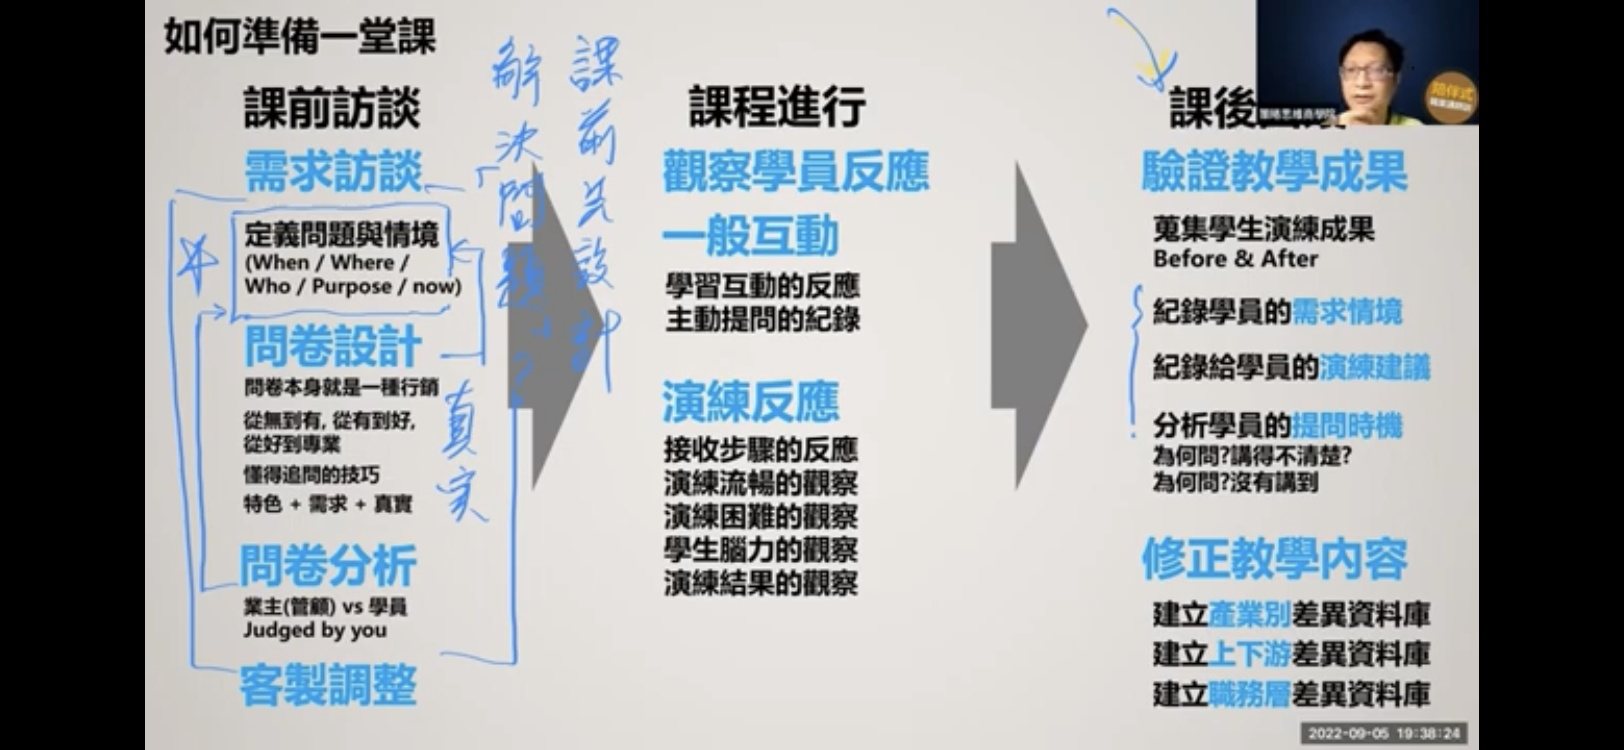 如何準備一堂課
課前訪談
需求訪談
定義問題與情境
(When / Where /
Who / Purpose / now)
問卷設計
問卷本身就是一種行銷
從無到有, 從有到好,
從好到專業
懂得追問的技巧
特色 + 需求 + 真實
問卷分析
業主(管顧) vs 學員
Judged by you
客製調整
解決「問題」?
課前先設計
真実
課程進行
觀察學員反應
一般互動
學習互動的反應
主動提問的紀錄
演練反應
接收步驟的反應
演練流暢的觀察
演練困難的觀察
學生腦力的觀察
演練結果的觀察
課後
驗證教學成果
蒐集學生演練成果
Before & After
紀錄學員的需求情境
紀錄給學員的演練建議
分析學員的提問時機
為何問?講得不清楚?
為何問?沒有講到
修正教學內容
建立產業別差異資料庫
建立上下游差異資料庫
建立職務層差異資料庫
陪伴式
2022-09-05 19:38:24